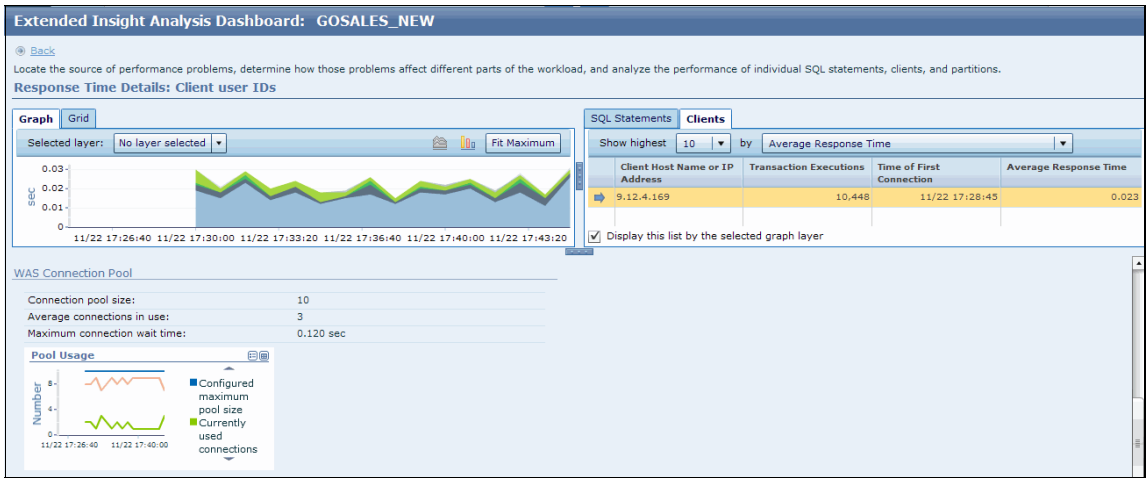 Extended Insight Analysis Dashboard: GOSALES_NEW
Back
Locate the source of performance problems, determine how those problems affect different parts of the workload, and analyze the performance of individual SQL statements, clients, and partitions.
Response Time Details: Client user IDs
Graph Grid
Selected layer: No layer selected Fit Maximum
sec
0.03
0.02
0.01
0
11/22 17:26:40 11/22 17:30:00 11/22 17:33:20 11/22 17:36:40 11/22 17:40:00 11/22 17:43:20
SQL Statements Clients
Show highest 10 by Average Response Time
Client Host Name or IP Address Transaction Executions Time of First Connection Average Response Time
9.12.4.169 10,448 11/22 17:28:45 0.023
Display this list by the selected graph layer
WAS Connection Pool
Connection pool size: 10
Average connections in use: 3
Maximum connection wait time: 0.120 sec
Pool Usage
Number
8
4
0
11/22 17:26:40 11/22 17:40:00
Configured
maximum
pool size
Currently
used
connections